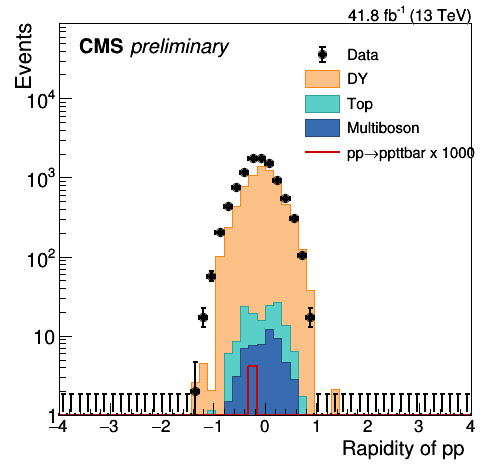 41.8 fb⁻¹ (13 TeV)
CMS preliminary
Events
Data
DY
Top
Multiboson
pp→ppttbar x 1000
10⁴
10³
10²
10
1
−4 −3 −2 −1 0 1 2 3 4
Rapidity of pp